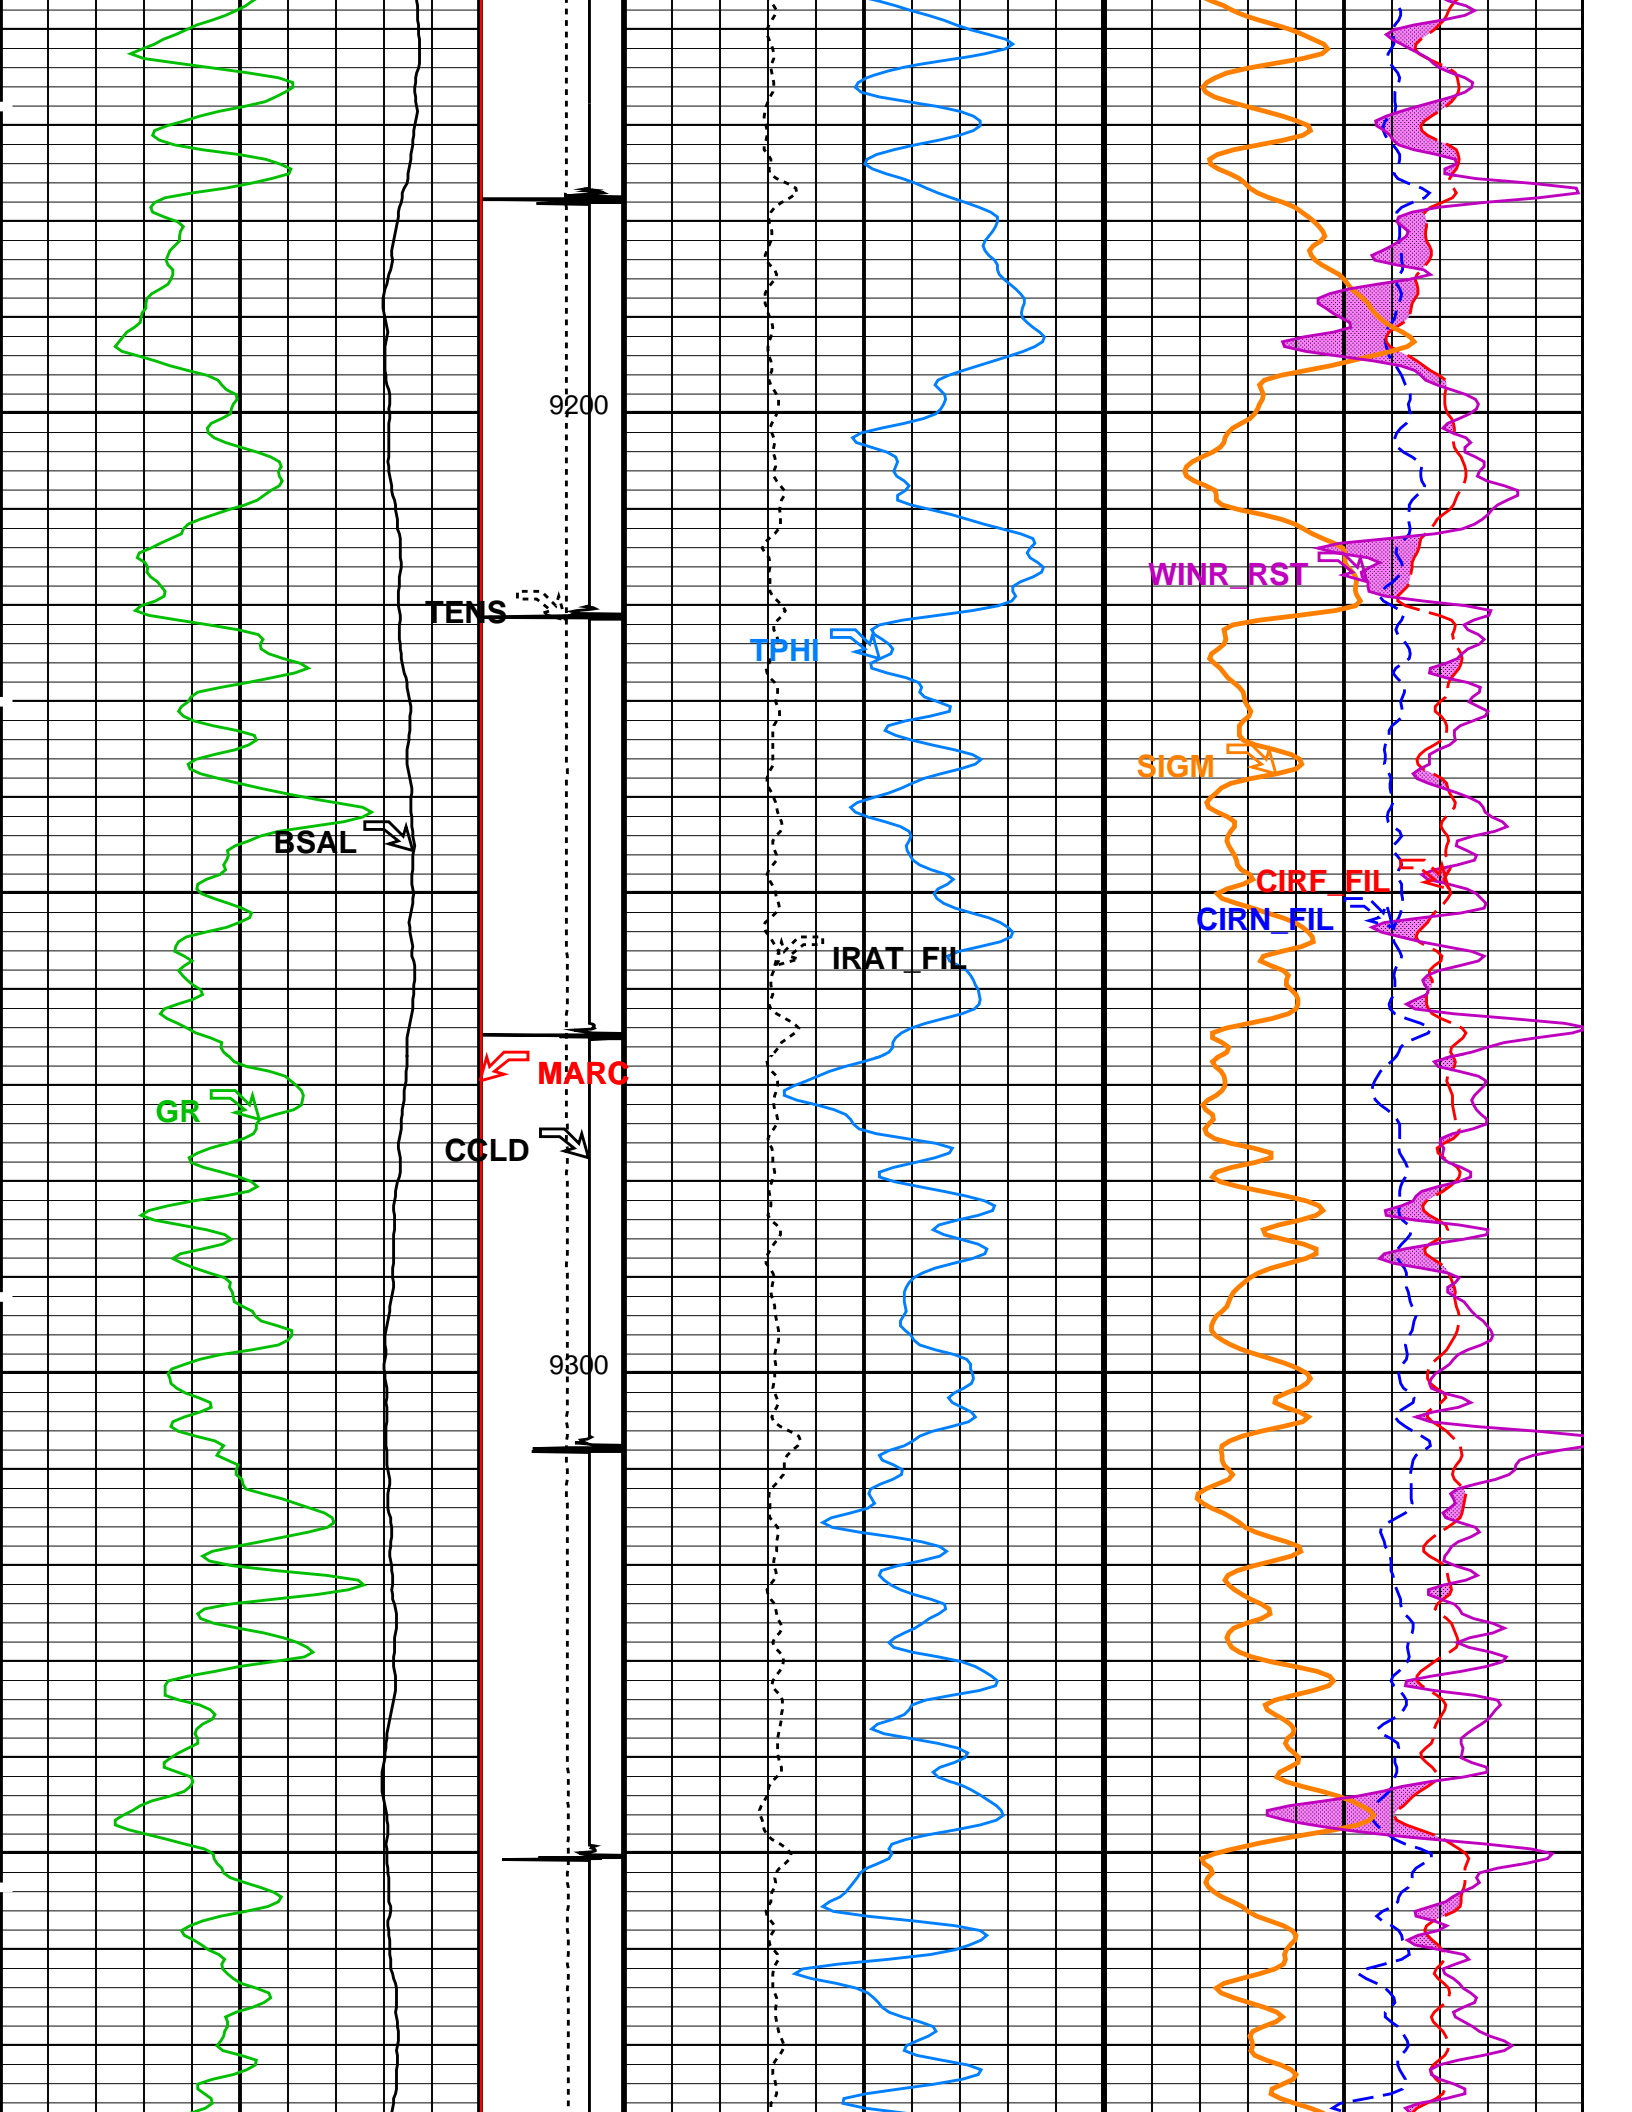 9200
WINR_RST
TENS
TPHI
SIGM
BSAL
CIRF_FIL
CIRN_FIL
IRAT_FIL
MARC
GR
CCLD
9300